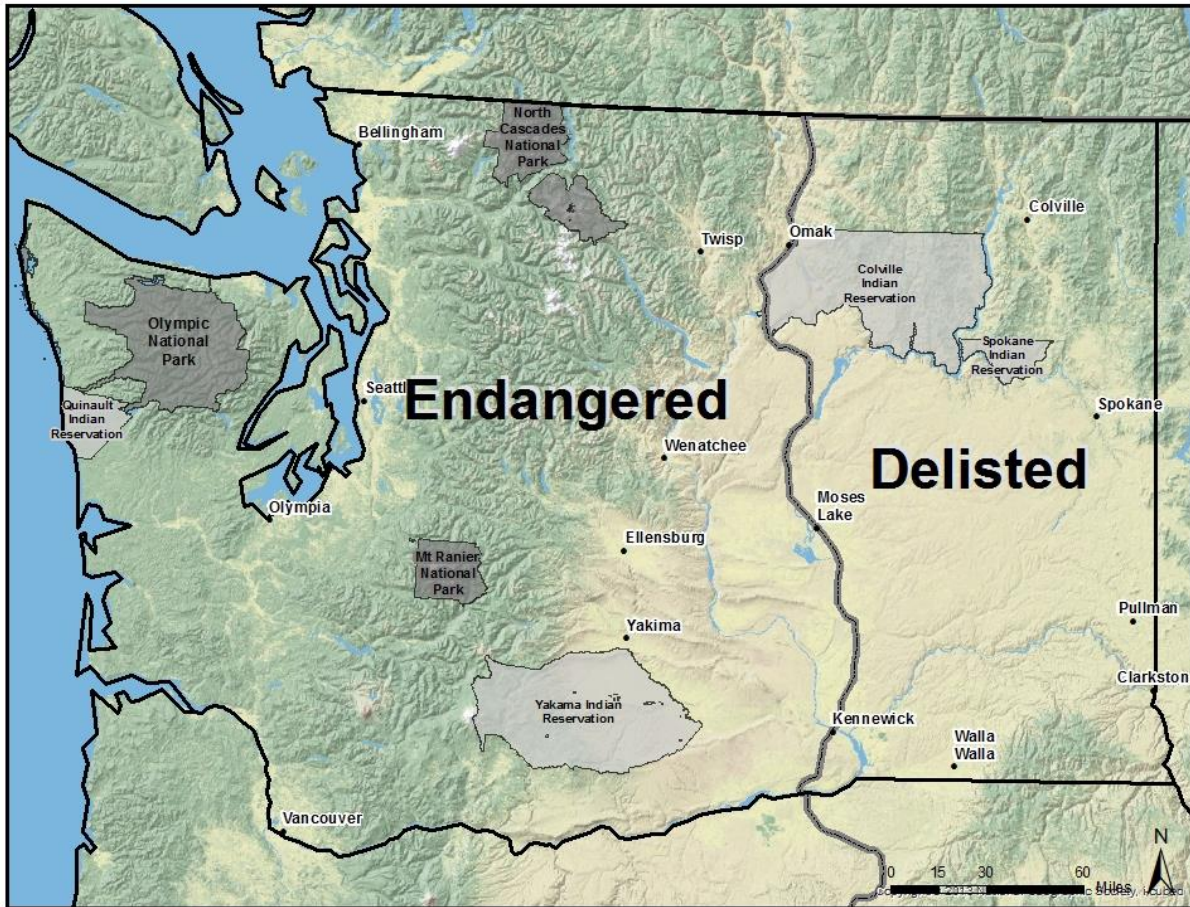 North
Cascades
National
Park
Bellingham
Colville
Twisp
Omak
Colville
Indian
Reservation
Olympic
National
Park
Spokane
Indian
Reservation
Seattl
Endangered
Quinault
Indian
Reservation
Spokane
Wenatchee
Delisted
Moses
Lake
Olympia
Ellensburg
Mt Ranier
National
Park
Pullman
Yakima
Clarkston
Yakama Indian
Reservation
Kennewick
Walla
Walla
Vancouver
N
0 15 30 60
Miles
Society, i-cubed